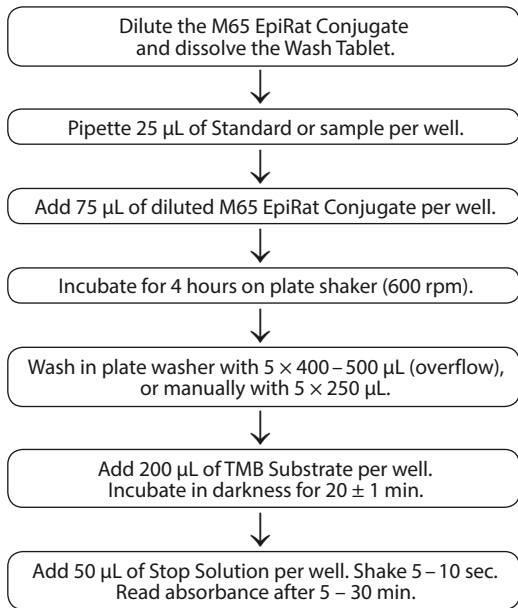 Dilute the M65 EpiRat Conjugate
and dissolve the Wash Tablet.
Pipette 25 µL of Standard or sample per well.
Add 75 µL of diluted M65 EpiRat Conjugate per well.
Incubate for 4 hours on plate shaker (600 rpm).
Wash in plate washer with 5 × 400 – 500 µL (overflow),
or manually with 5 × 250 µL.
Add 200 µL of TMB Substrate per well.
Incubate in darkness for 20 ± 1 min.
Add 50 µL of Stop Solution per well. Shake 5 – 10 sec.
Read absorbance after 5 – 30 min.